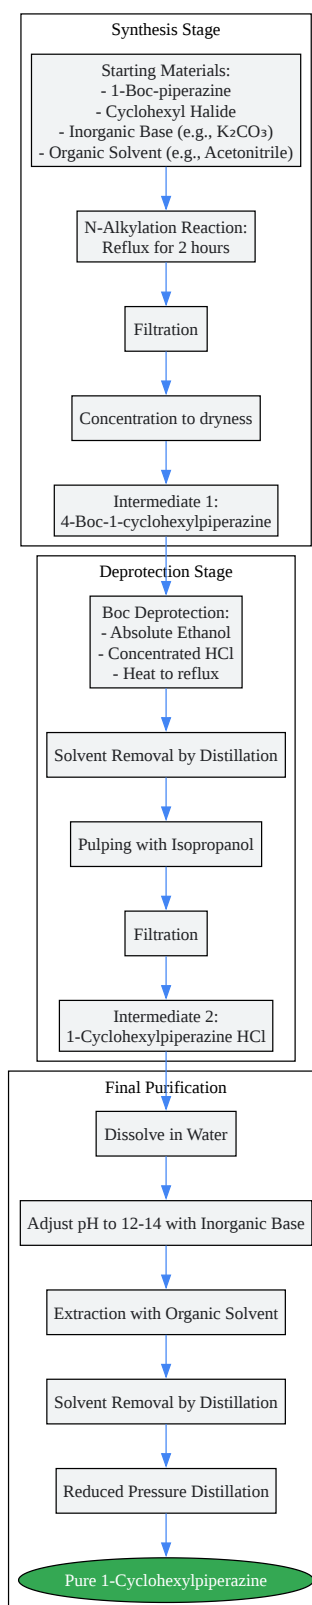 Synthesis Stage
Starting Materials:
- 1-Boc-piperazine
- Cyclohexyl Halide
- Inorganic Base (e.g., K₂CO₃)
- Organic Solvent (e.g., Acetonitrile)
N-Alkylation Reaction:
Reflux for 2 hours
Filtration
Concentration to dryness
Intermediate 1:
4-Boc-1-cyclohexylpiperazine
Deprotection Stage
Boc Deprotection:
- Absolute Ethanol
- Concentrated HCl
- Heat to reflux
Solvent Removal by Distillation
Pulping with Isopropanol
Filtration
Intermediate 2:
1-Cyclohexylpiperazine HCl
Final Purification
Dissolve in Water
Adjust pH to 12-14 with Inorganic Base
Extraction with Organic Solvent
Solvent Removal by Distillation
Reduced Pressure Distillation
Pure 1-Cyclohexylpiperazine